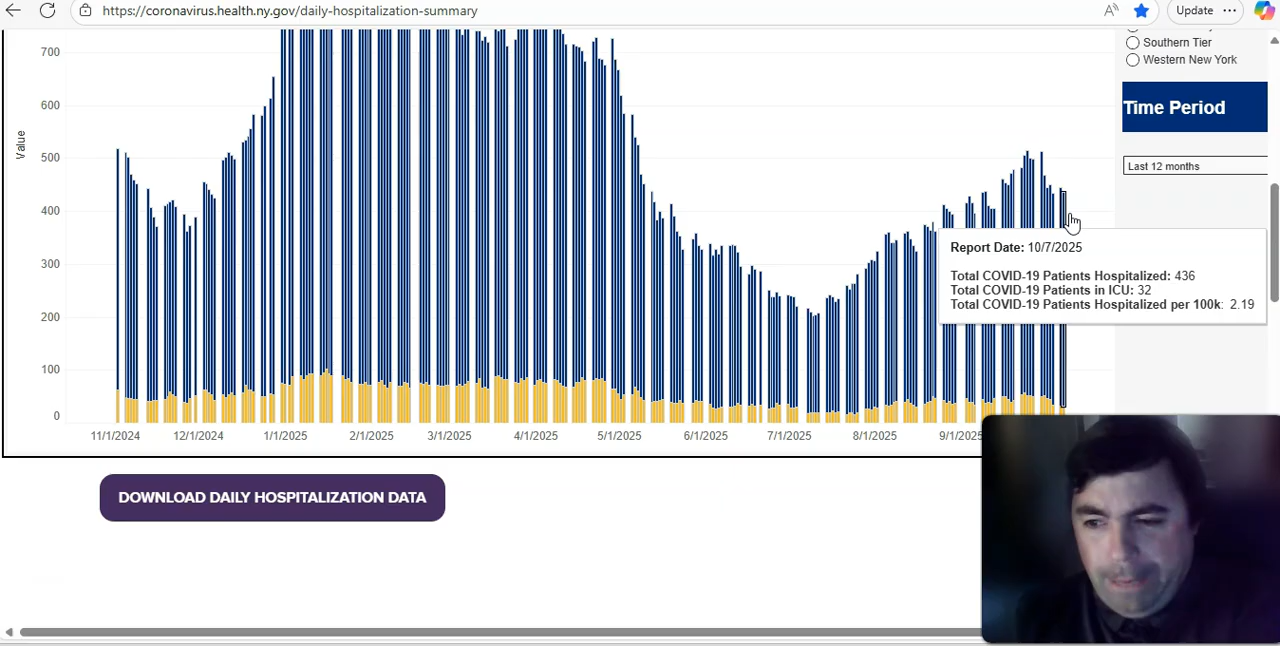 https://coronavirus.health.ny.gov/daily-hospitalization-summary
A
Update
Southern Tier
Western New York
Time Period
Last 12 months
Value
700
600
500
400
300
200
100
0
Report Date: 10/7/2025
Total COVID-19 Patients Hospitalized: 436
Total COVID-19 Patients in ICU: 32
Total COVID-19 Patients Hospitalized per 100k: 2.19
11/1/2024 12/1/2024 1/1/2025 2/1/2025 3/1/2025 4/1/2025 5/1/2025 6/1/2025 7/1/2025 8/1/2025 9/1/2025
DOWNLOAD DAILY HOSPITALIZATION DATA